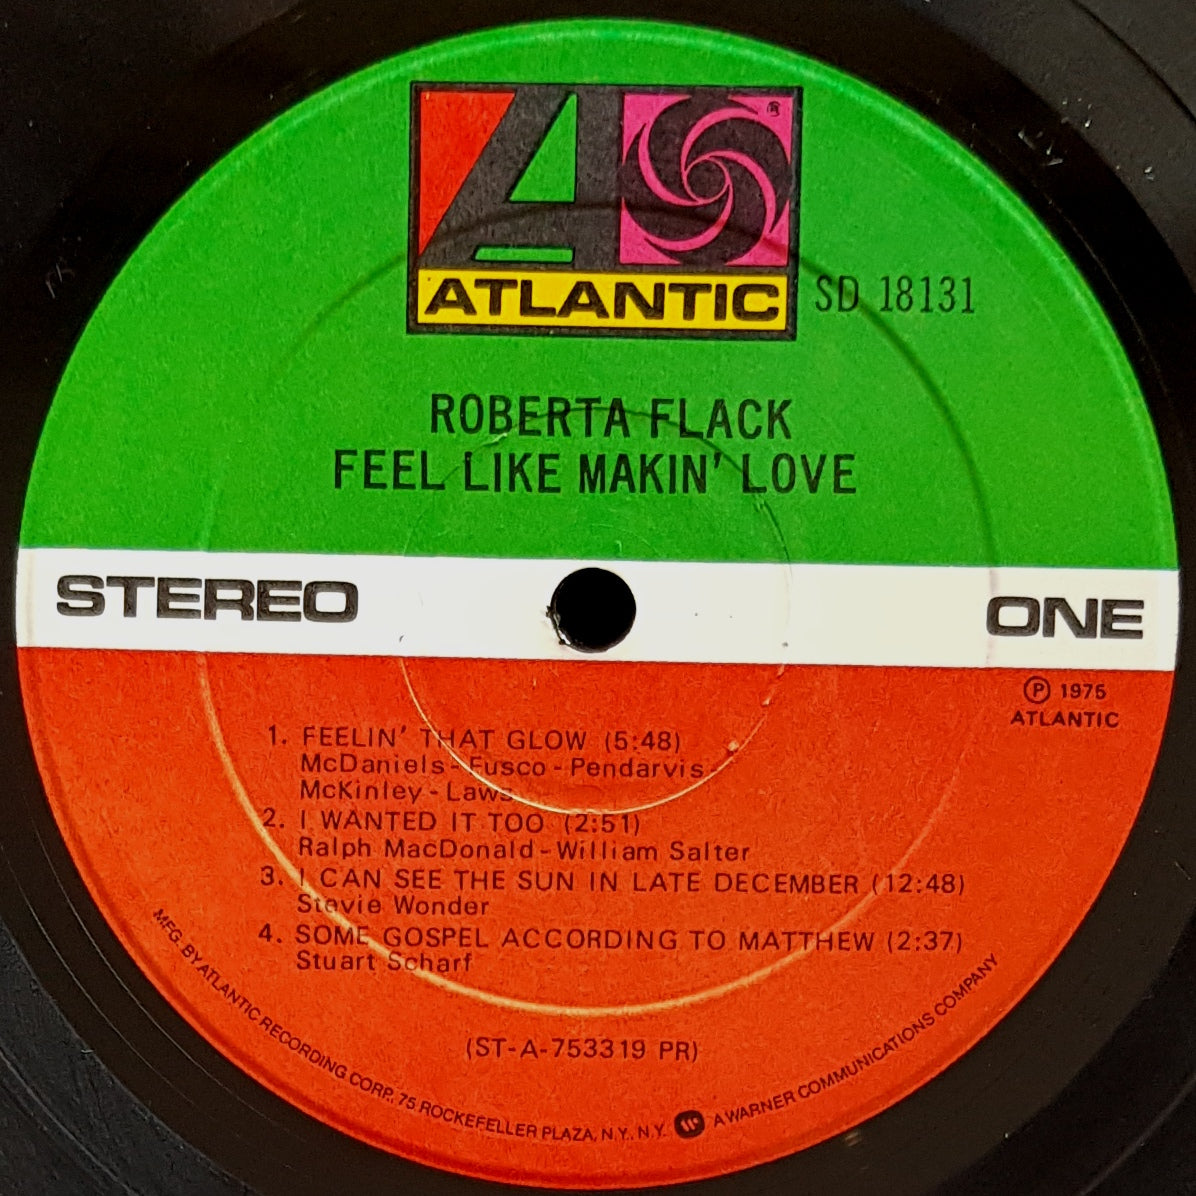 ATLANTIC
SD 18131
ROBERTA FLACK
FEEL LIKE MAKIN' LOVE
STEREO
ONE
Ⓟ 1975
ATLANTIC
1. FEELIN' THAT GLOW (5:48)
McDaniels-Fusco-Pendarvis
McKinley-Laws
2. I WANTED IT TOO (2:51)
Ralph MacDonald-William Salter
3. I CAN SEE THE SUN IN LATE DECEMBER (12:48)
Stevie Wonder
4. SOME GOSPEL ACCORDING TO MATTHEW (2:37)
Stuart Scharf
(ST-A-753319 PR)
MFG. BY ATLANTIC RECORDING CORP., 75 ROCKEFELLER PLAZA, N.Y., N.Y. W A WARNER COMMUNICATIONS COMPANY